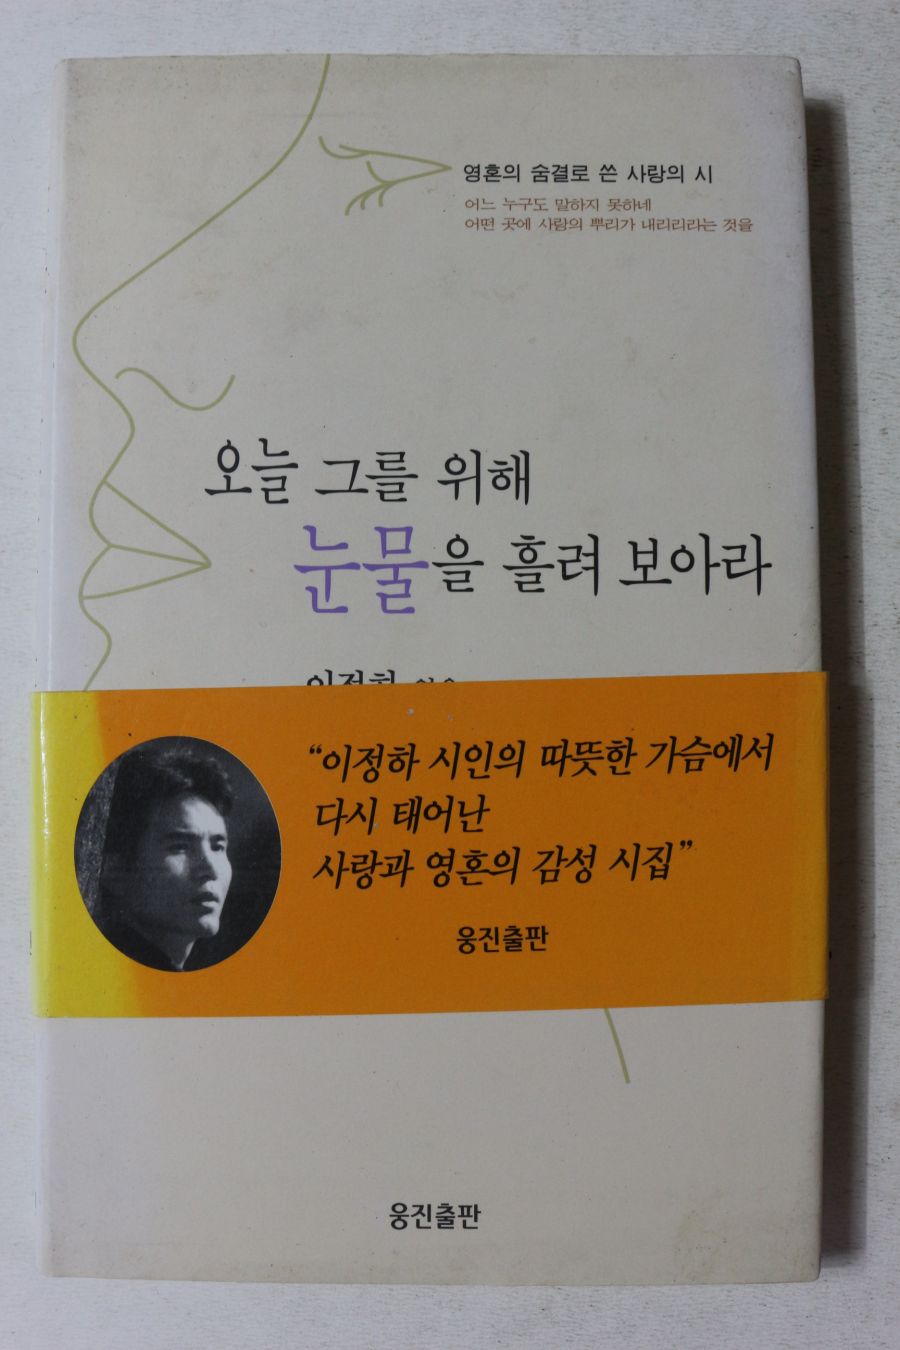 영혼의 숨결로 쓴 사랑의 시
어느 누구도 말하지 못하네
어떤 곳에 사랑의 뿌리가 내리리라는 것을
오늘 그를 위해
눈물을 흘려 보아라
이정하
“이정하 시인의 따뜻한 가슴에서
다시 태어난
사랑과 영혼의 감성 시집”
웅진출판
웅진출판